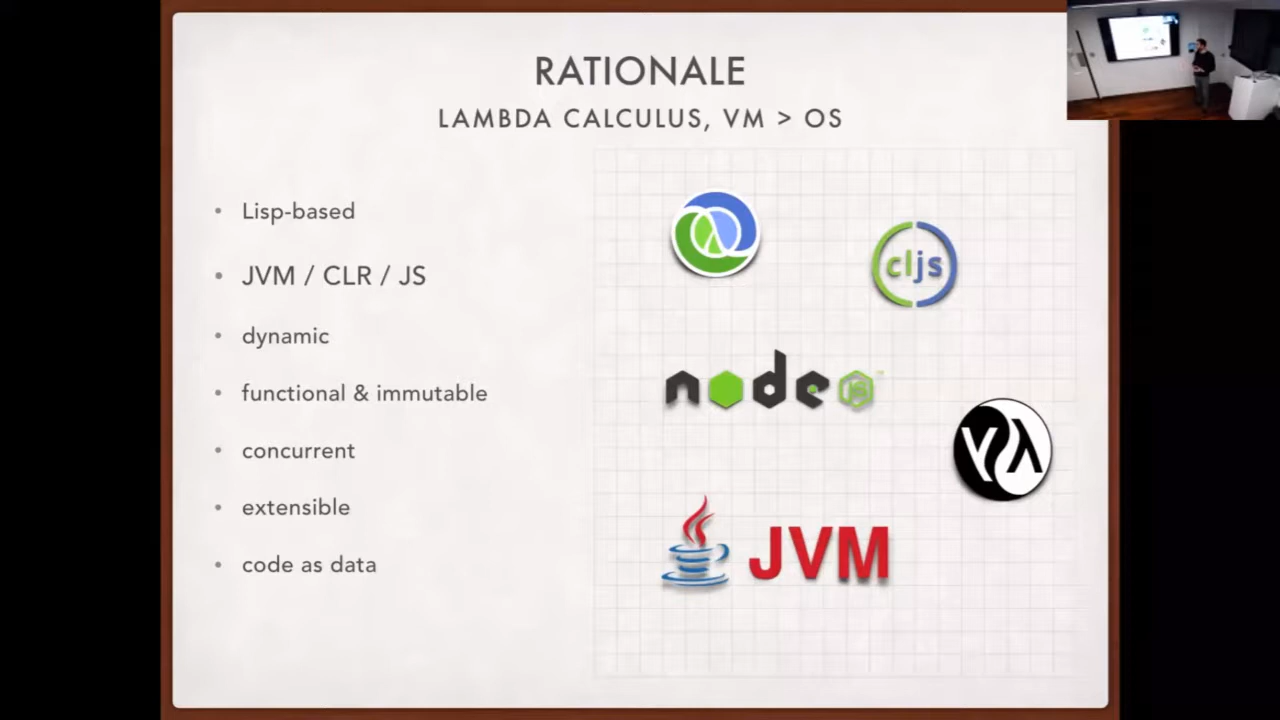 RATIONALE
LAMBDA CALCULUS, VM > OS
• Lisp-based
• JVM / CLR / JS
• dynamic
• functional & immutable
• concurrent
• extensible
• code as data
cljs
node JS
JVM